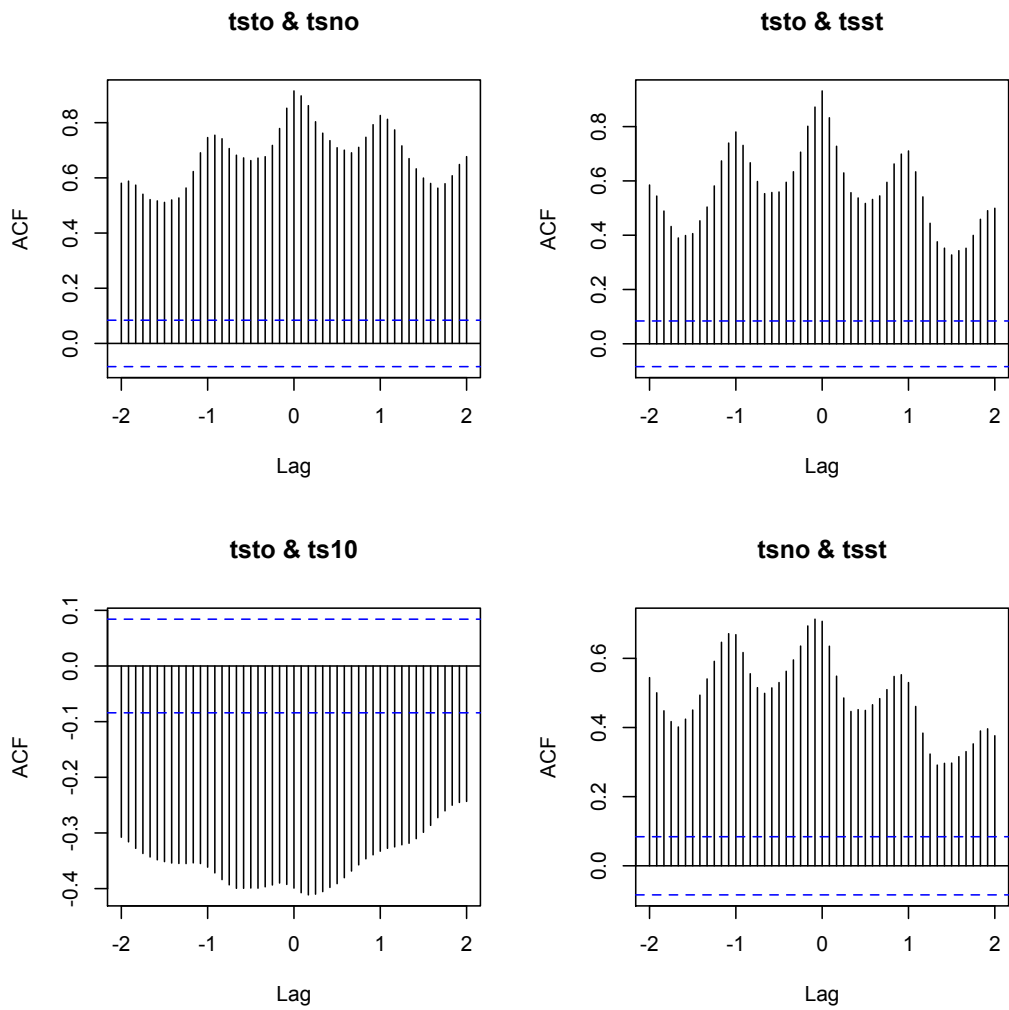 tsto & tsno
ACF
0.0 0.2 0.4 0.6 0.8
-2 -1 0 1 2
Lag
tsto & tsst
ACF
0.0 0.2 0.4 0.6 0.8
-2 -1 0 1 2
Lag
tsto & ts10
ACF
-0.4 -0.3 -0.2 -0.1 0.0 0.1
-2 -1 0 1 2
Lag
tsno & tsst
ACF
0.0 0.2 0.4 0.6
-2 -1 0 1 2
Lag